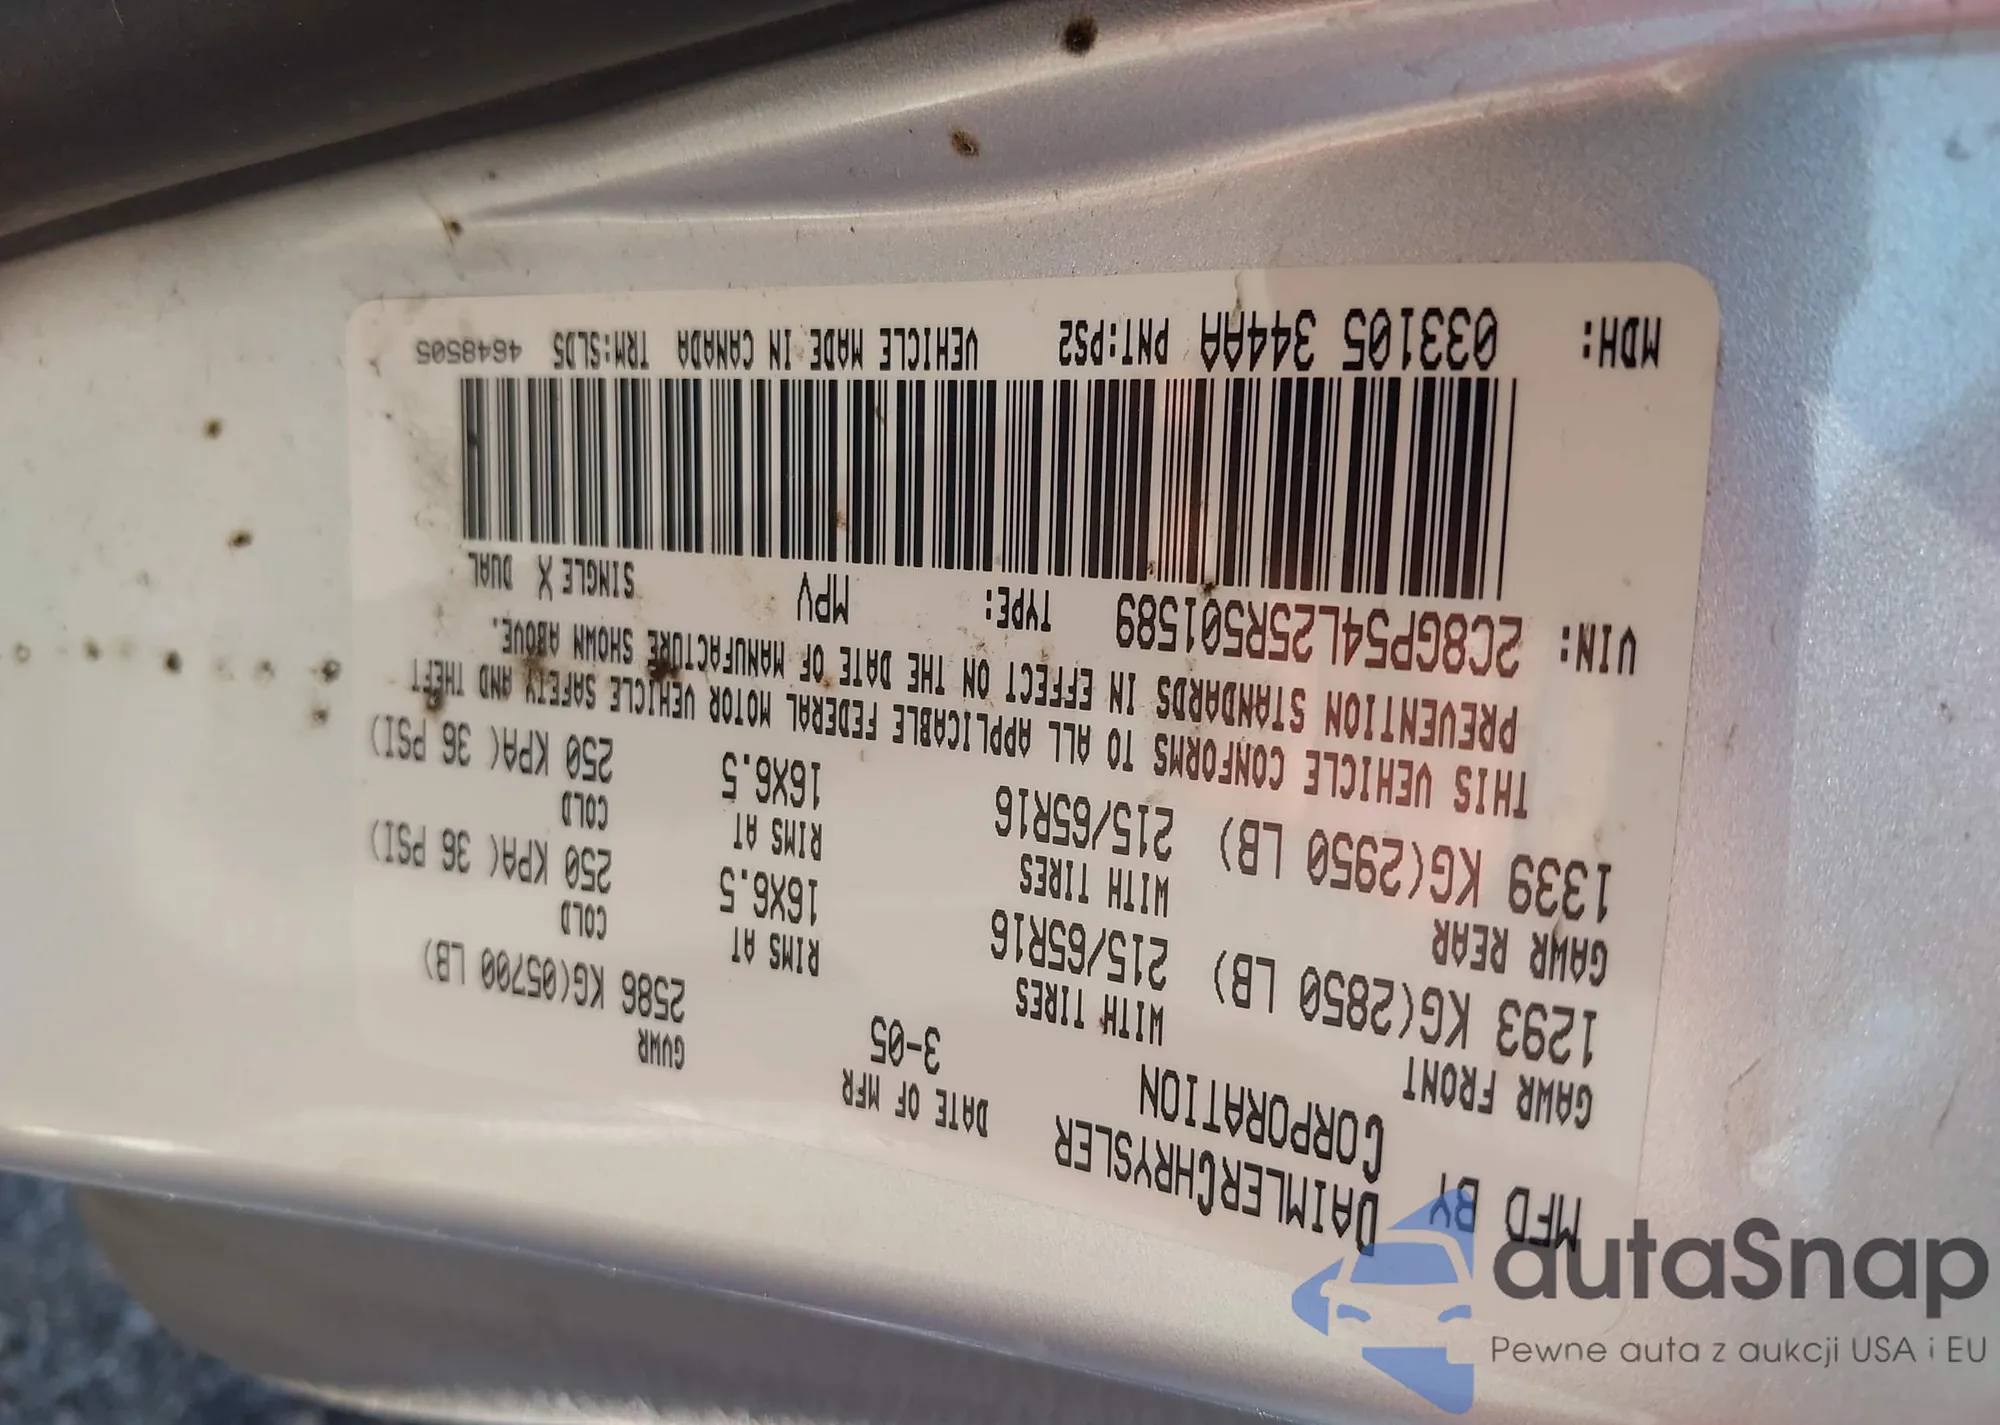 MFD BY DAIMLERCHRYSLER CORPORATION
DATE OF MFR 3-05
GVWR 2586 KG(05700 LB)
GAWR FRONT WITH TIRES RIMS AT COLD
1293 KG(2850 LB) 215/65R16 16X6.5 250 KPA( 36 PSI)
GAWR REAR WITH TIRES RIMS AT COLD
1339 KG(2950 LB) 215/65R16 16X6.5 250 KPA( 36 PSI)
THIS VEHICLE CONFORMS TO ALL APPLICABLE FEDERAL MOTOR VEHICLE SAFETY AND THEFT
PREVENTION STANDARDS IN EFFECT ON THE DATE OF MANUFACTURE SHOWN ABOVE.
VIN: 2C8GP54L25R501589 TYPE: MPV SINGLE X DUAL
MDH: 033105 344AA PNT:PS2 VEHICLE MADE IN CANADA TRM:SLD5 4648505
autaSnap
Pewne auta z aukcji USA i EU